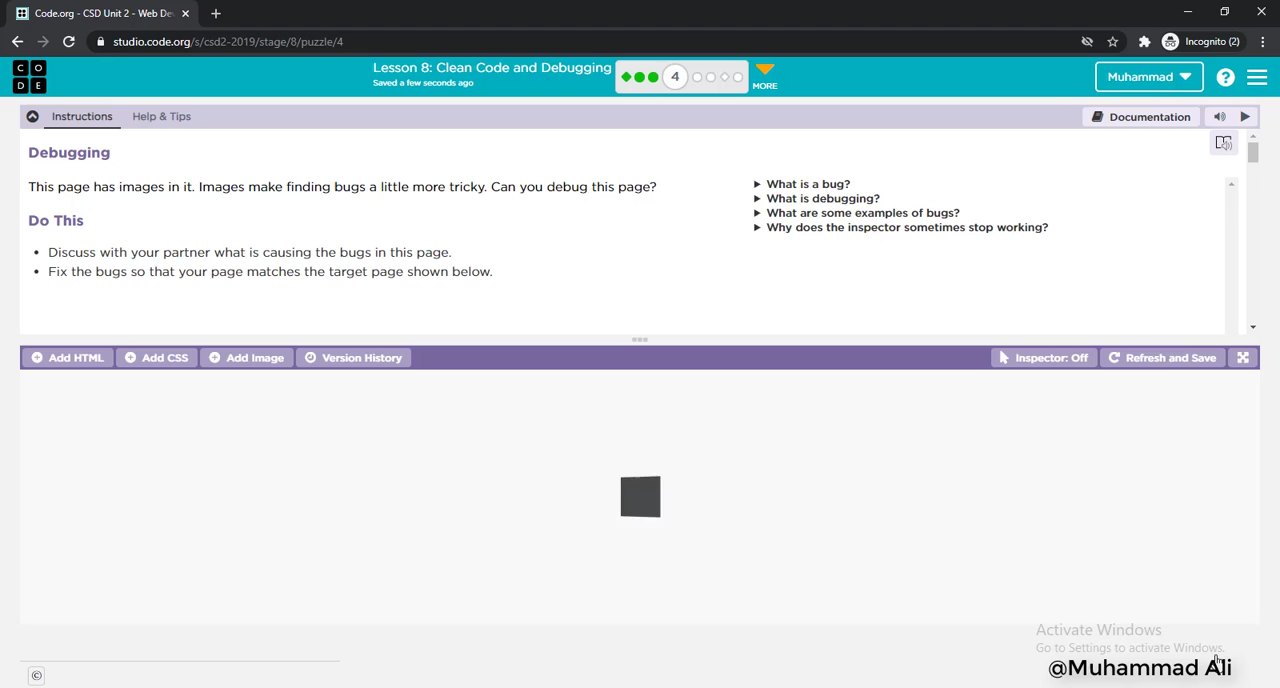 Code.org - CSD Unit 2 - Web De
studio.code.org/s/csd2-2019/stage/8/puzzle/4
Incognito (2)
C O
D E
Lesson 8: Clean Code and Debugging
Saved a few seconds ago
4
MORE
Muhammad
?
Instructions
Help & Tips
Documentation
Debugging
This page has images in it. Images make finding bugs a little more tricky. Can you debug this page?
What is a bug?
What is debugging?
What are some examples of bugs?
Why does the inspector sometimes stop working?
Do This
• Discuss with your partner what is causing the bugs in this page.
• Fix the bugs so that your page matches the target page shown below.
Add HTML
Add CSS
Add Image
Version History
Inspector: Off
Refresh and Save
Activate Windows
Go to Settings to activate Windows.
@Muhammad Ali
©